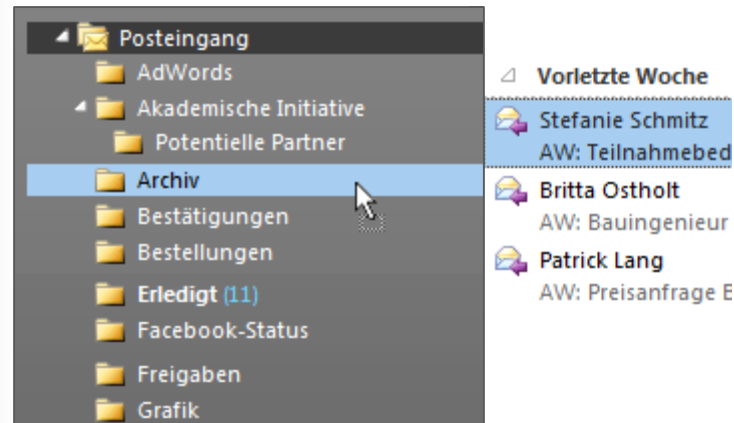 Posteingang
AdWords
Akademische Initiative
Potentielle Partner
Archiv
Bestätigungen
Bestellungen
Erledigt (11)
Facebook-Status
Freigaben
Grafik
Vorletzte Woche
Stefanie Schmitz
AW: Teilnahmebed
Britta Ostholt
AW: Bauingenieur
Patrick Lang
AW: Preisanfrage E